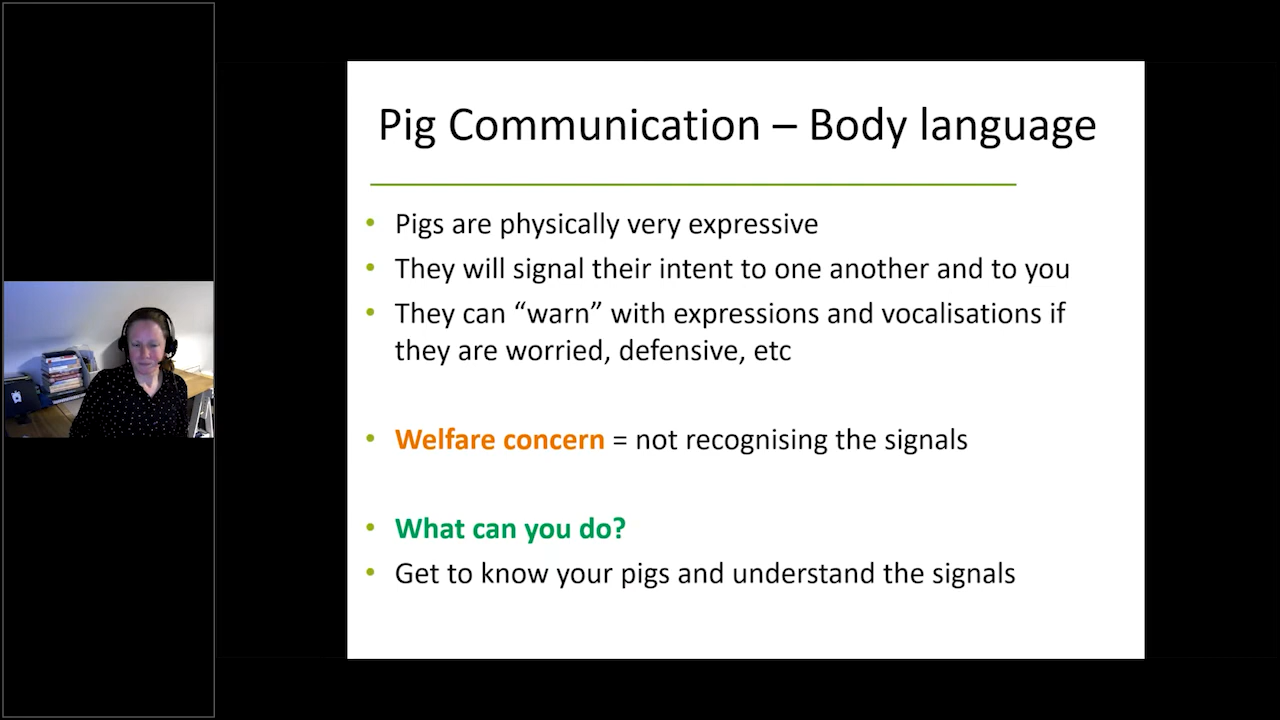 Pig Communication – Body language
• Pigs are physically very expressive
• They will signal their intent to one another and to you
• They can “warn” with expressions and vocalisations if
they are worried, defensive, etc
• Welfare concern = not recognising the signals
• What can you do?
• Get to know your pigs and understand the signals